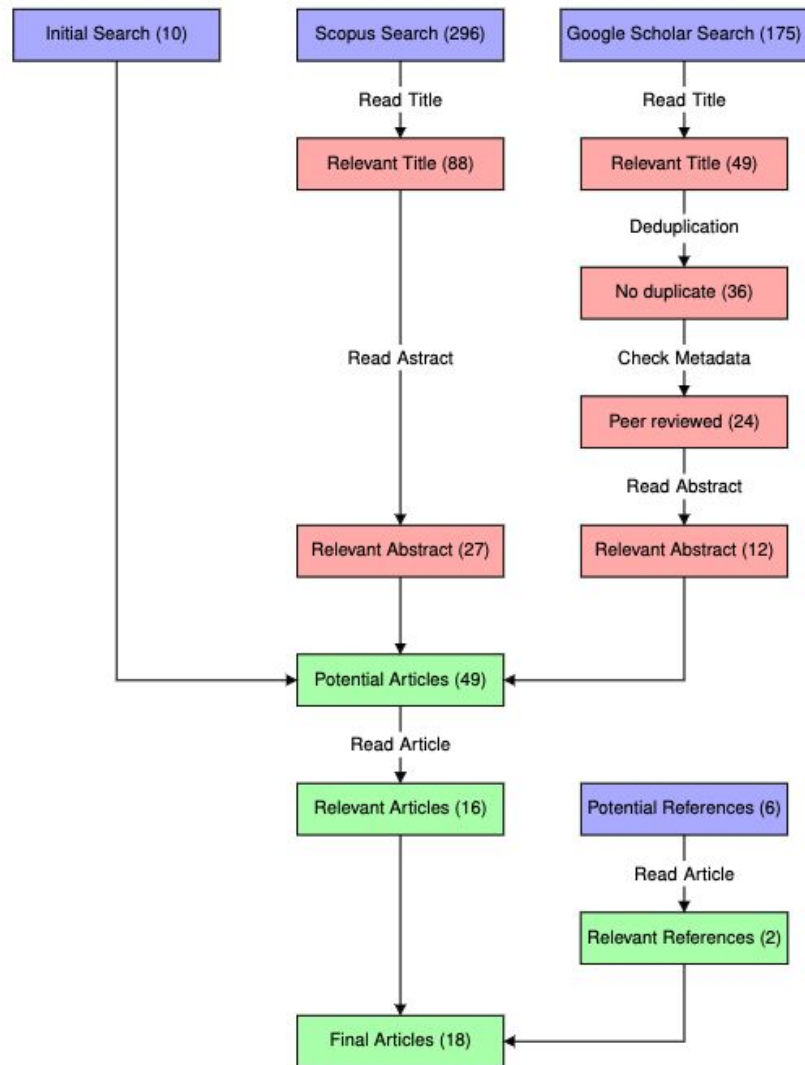 Initial Search (10)
Scopus Search (296)
Google Scholar Search (175)
Read Title
Read Title
Relevant Title (88)
Relevant Title (49)
Deduplication
No duplicate (36)
Read Astract
Check Metadata
Peer reviewed (24)
Read Abstract
Relevant Abstract (27)
Relevant Abstract (12)
Potential Articles (49)
Read Article
Relevant Articles (16)
Potential References (6)
Read Article
Relevant References (2)
Final Articles (18)